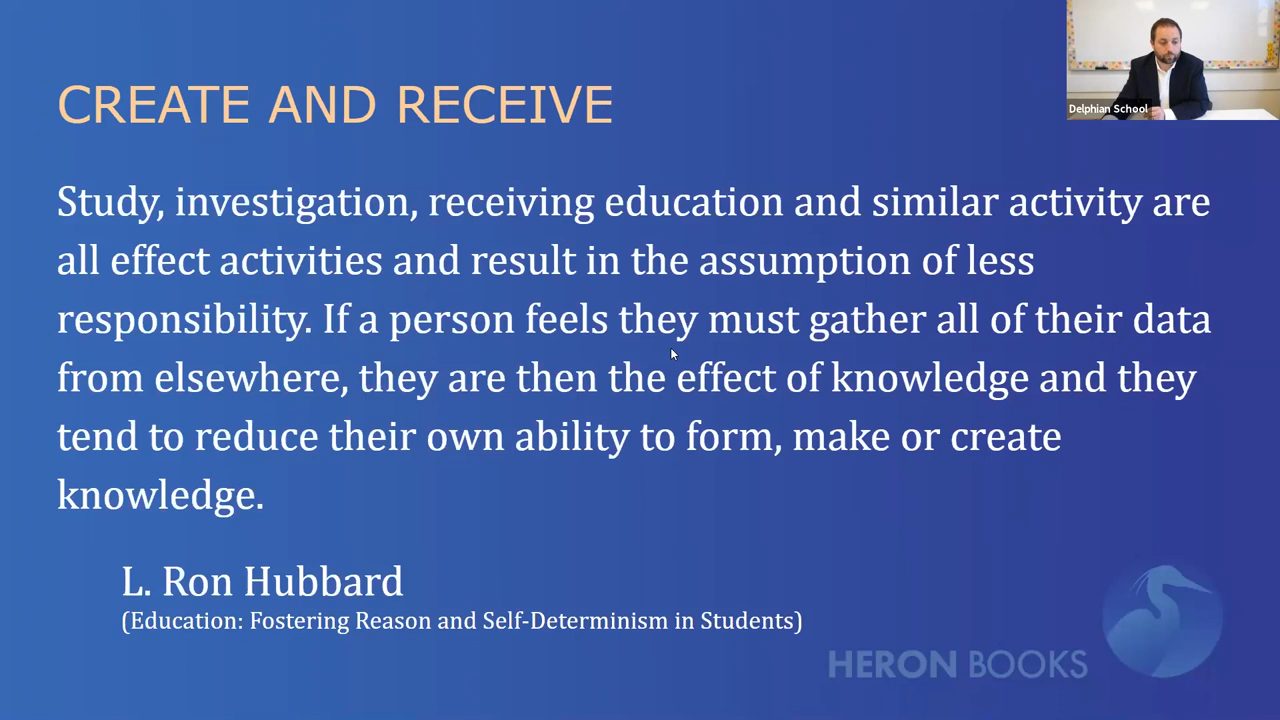 CREATE AND RECEIVE
Delphian School
Study, investigation, receiving education and similar activity are
all effect activities and result in the assumption of less
responsibility. If a person feels they must gather all of their data
from elsewhere, they are then the effect of knowledge and they
tend to reduce their own ability to form, make or create
knowledge.
L. Ron Hubbard
(Education: Fostering Reason and Self-Determinism in Students)
HERON BOOKS